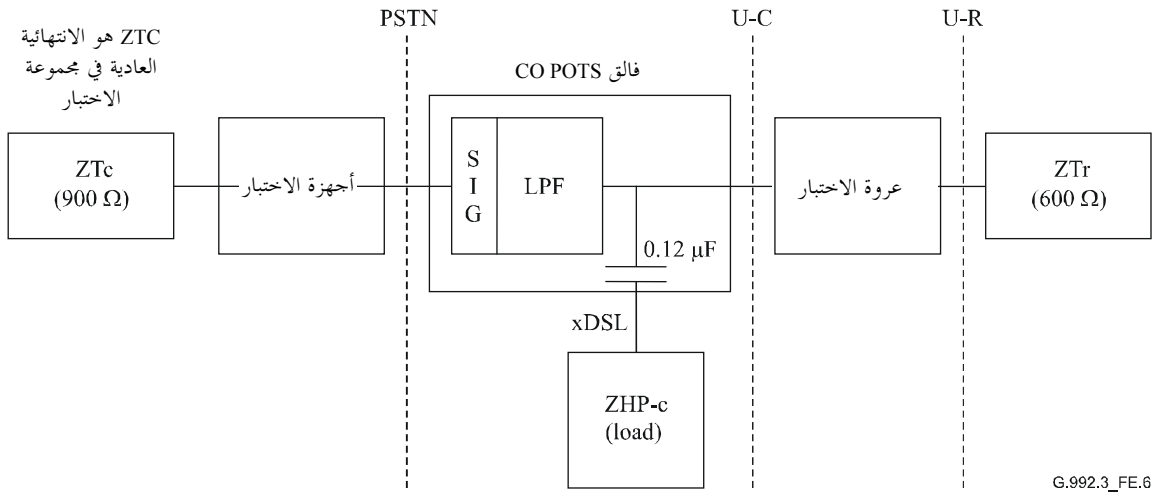 PSTN
U-C
U-R
ZTC هو الانتهائية
العادية في مجموعة
الاختبار
فالق CO POTS
ZTc
(900 Ω)
أجهزة الاختبار
S
I
G
LPF
عروة الاختبار
ZTr
(600 Ω)
0.12 µF
xDSL
ZHP-c
(load)
G.992.3_FE.6